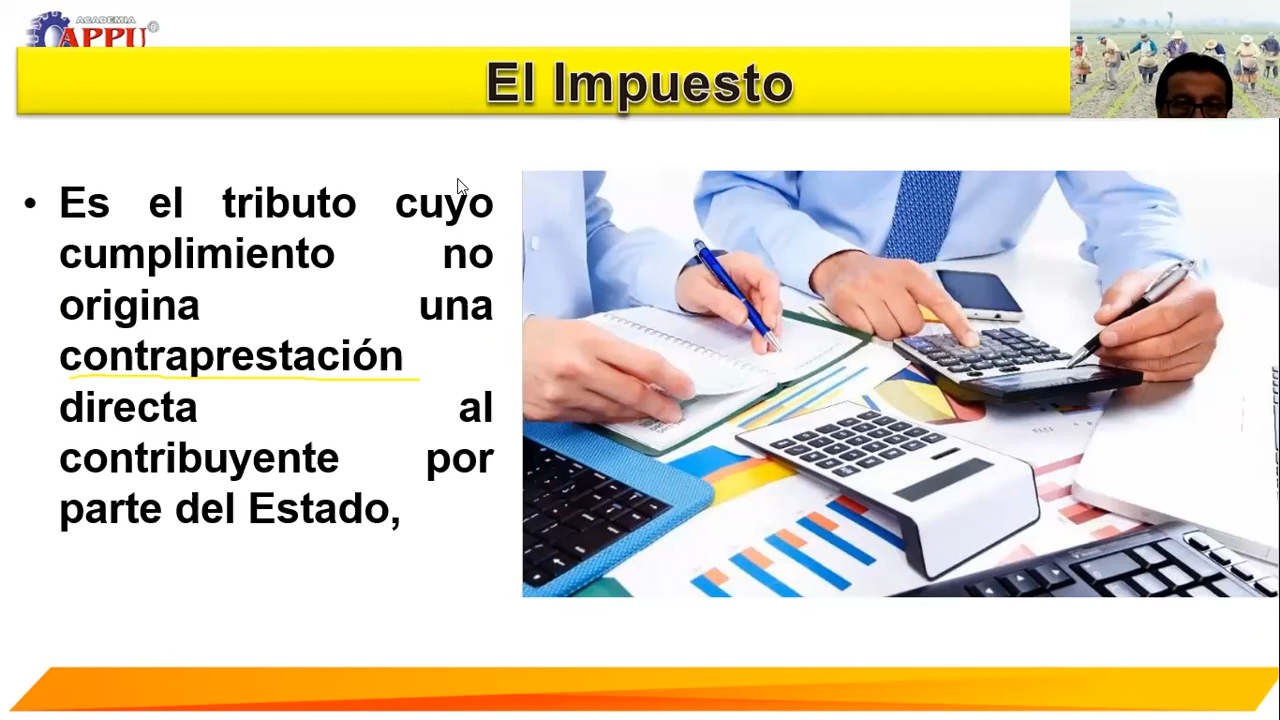 ACADEMIA
APPU
El Impuesto
• Es el tributo cuyo
cumplimiento no
origina una
contraprestación
directa al
contribuyente por
parte del Estado,